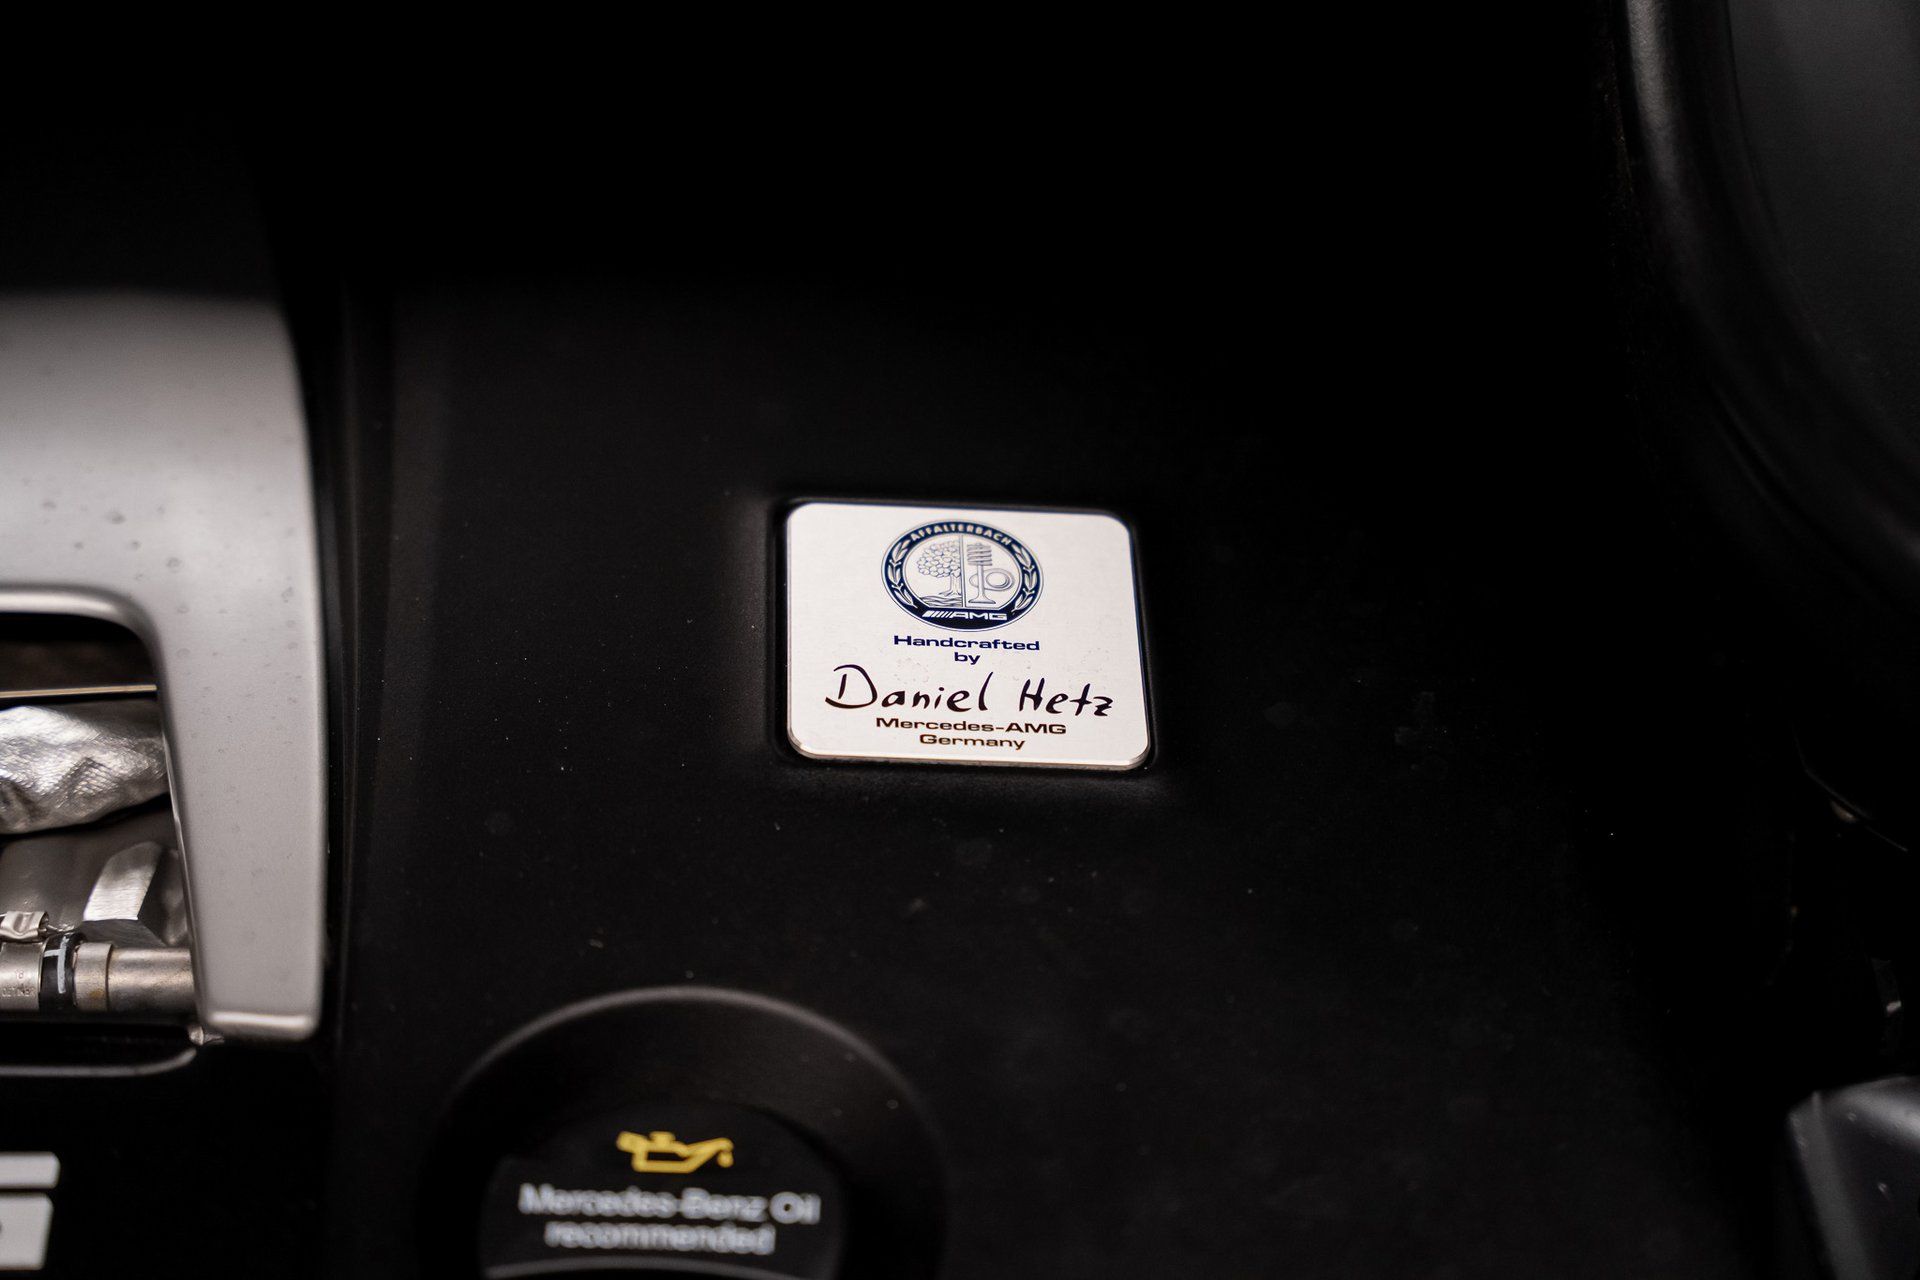 AFFALTERBACH
AMG
Handcrafted
by
Daniel Hetz
Mercedes-AMG
Germany
Mercedes-Benz Oil
recommended